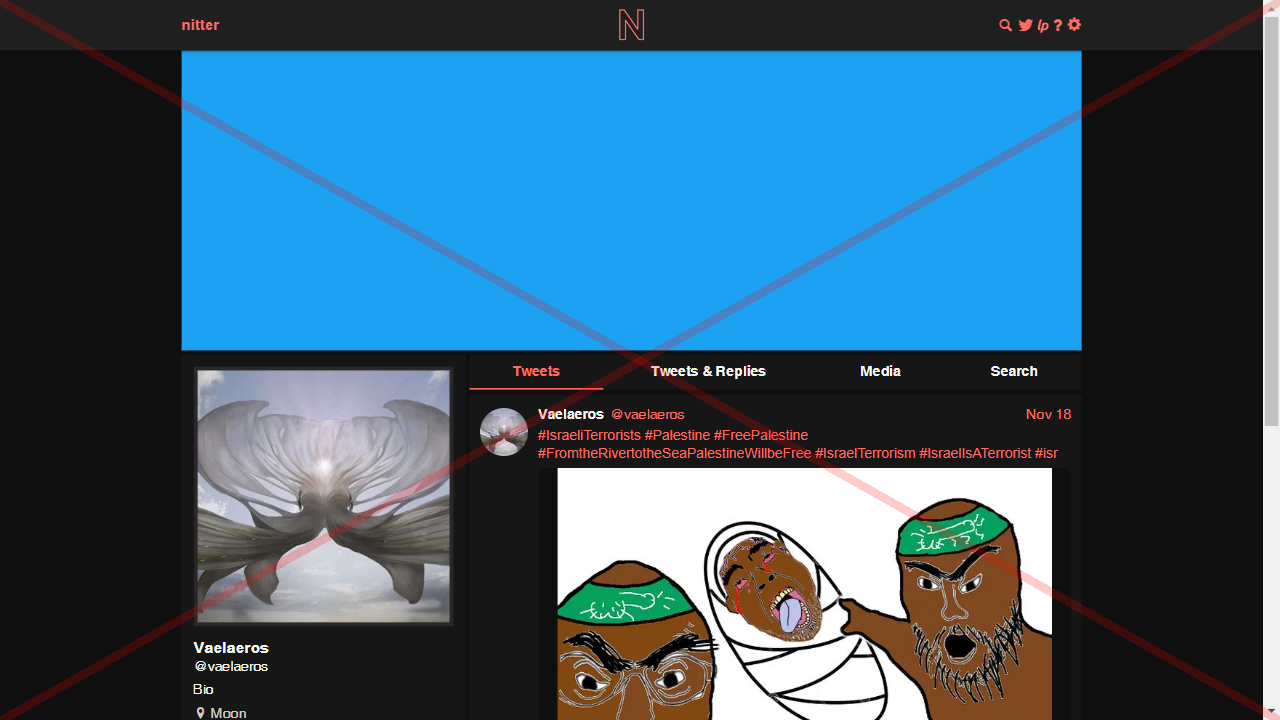 nitter
N
lp ?
Tweets
Tweets & Replies
Media
Search
Vaelaeros @vaelaeros
Nov 18
#IsraeliTerrorists #Palestine #FreePalestine
#FromtheRivertotheSeaPalestineWillbeFree #IsraelTerrorism #IsraelIsATerrorist #isr
Vaelaeros
@vaelaeros
Bio
Moon